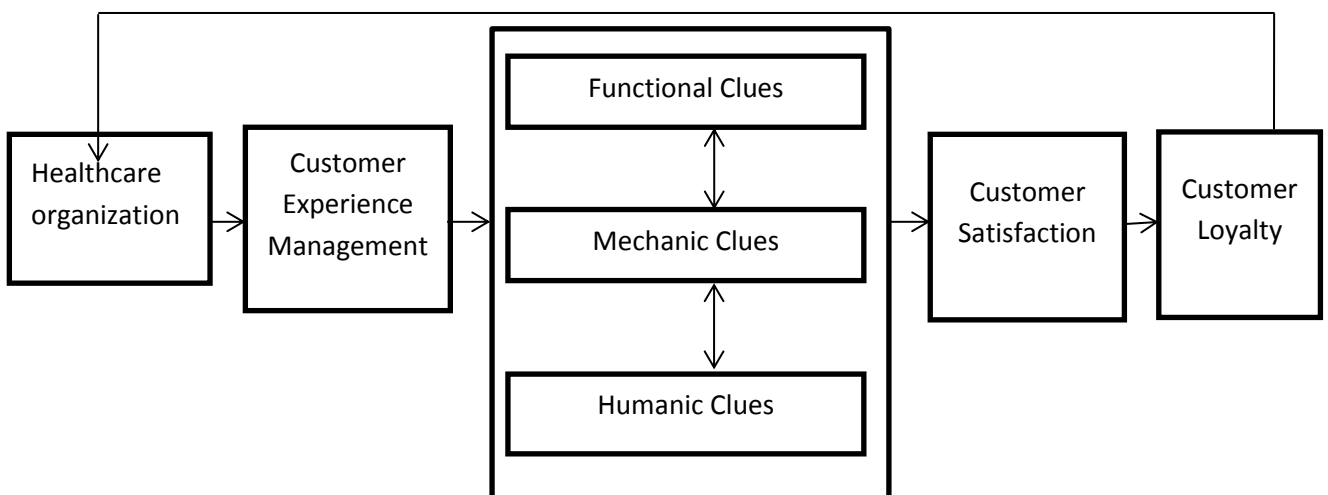 Functional Clues
Healthcare
organization
Customer
Experience
Management
Mechanic Clues
Humanic Clues
Customer
Satisfaction
Customer
Loyalty